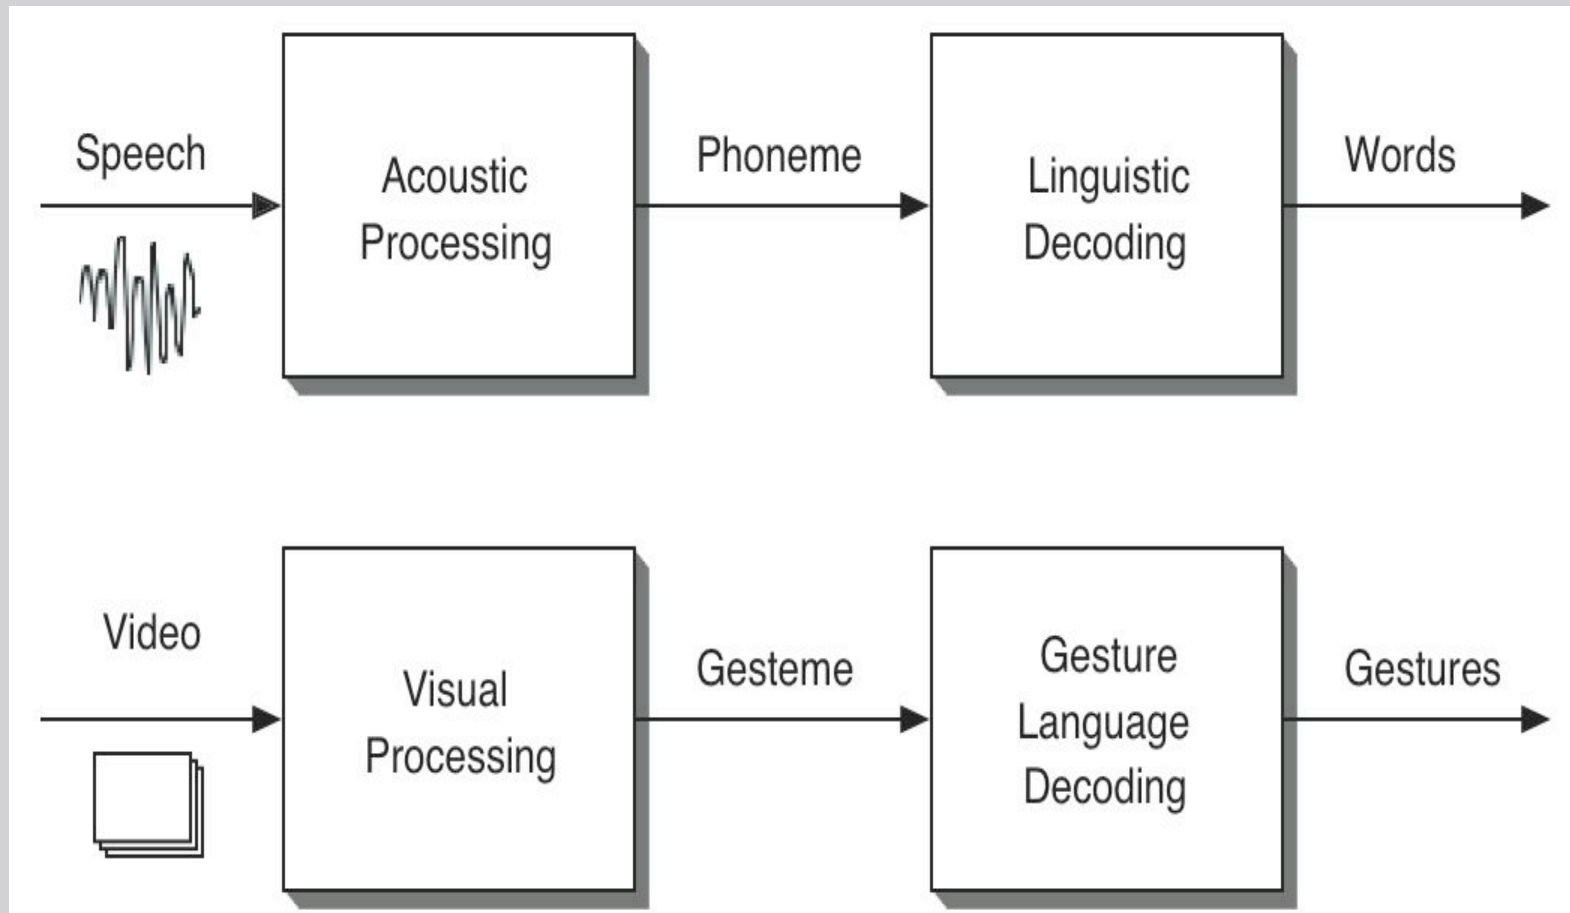 Speech
Acoustic
Processing
Phoneme
Linguistic
Decoding
Words
Video
Visual
Processing
Gesteme
Gesture
Language
Decoding
Gestures